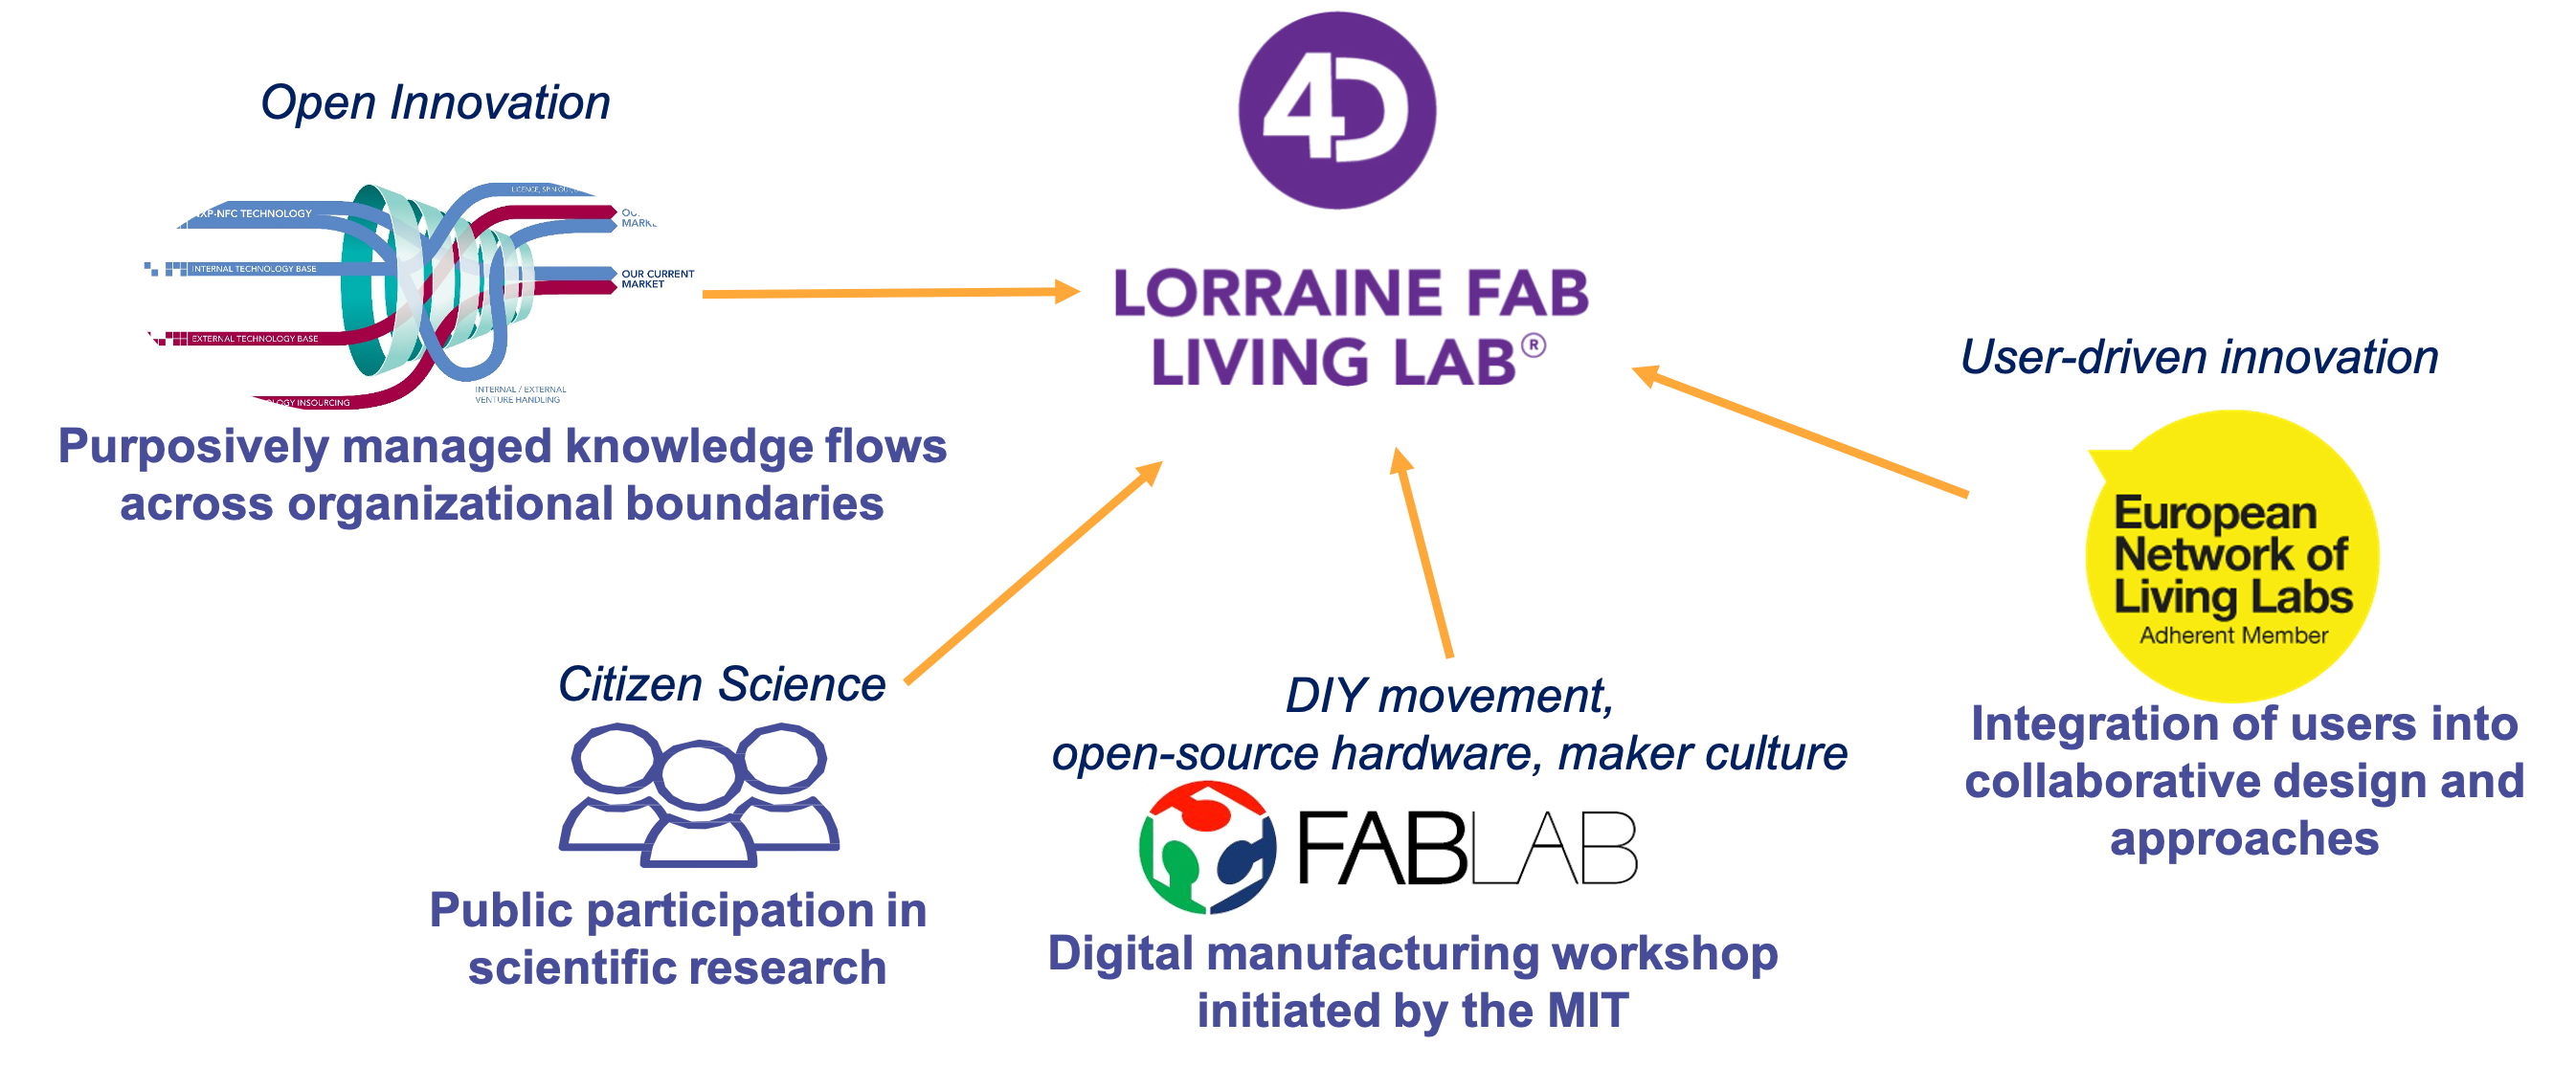 4D
LORRAINE FAB
LIVING LAB®
Open Innovation
XP-NFC TECHNOLOGY
INTERNAL TECHNOLOGY BASE
EXTERNAL TECHNOLOGY BASE
INSOURCING
LICENCE,
OUR CURRENT
MARKET
INTERNAL / EXTERNAL
VENTURE HANDLING
Purposively managed knowledge flows
across organizational boundaries
User-driven innovation
European
Network of
Living Labs
Adherent Member
Integration of users into
collaborative design and
approaches
Citizen Science
Public participation in
scientific research
DIY movement,
open-source hardware, maker culture
FABLAB
Digital manufacturing workshop
initiated by the MIT